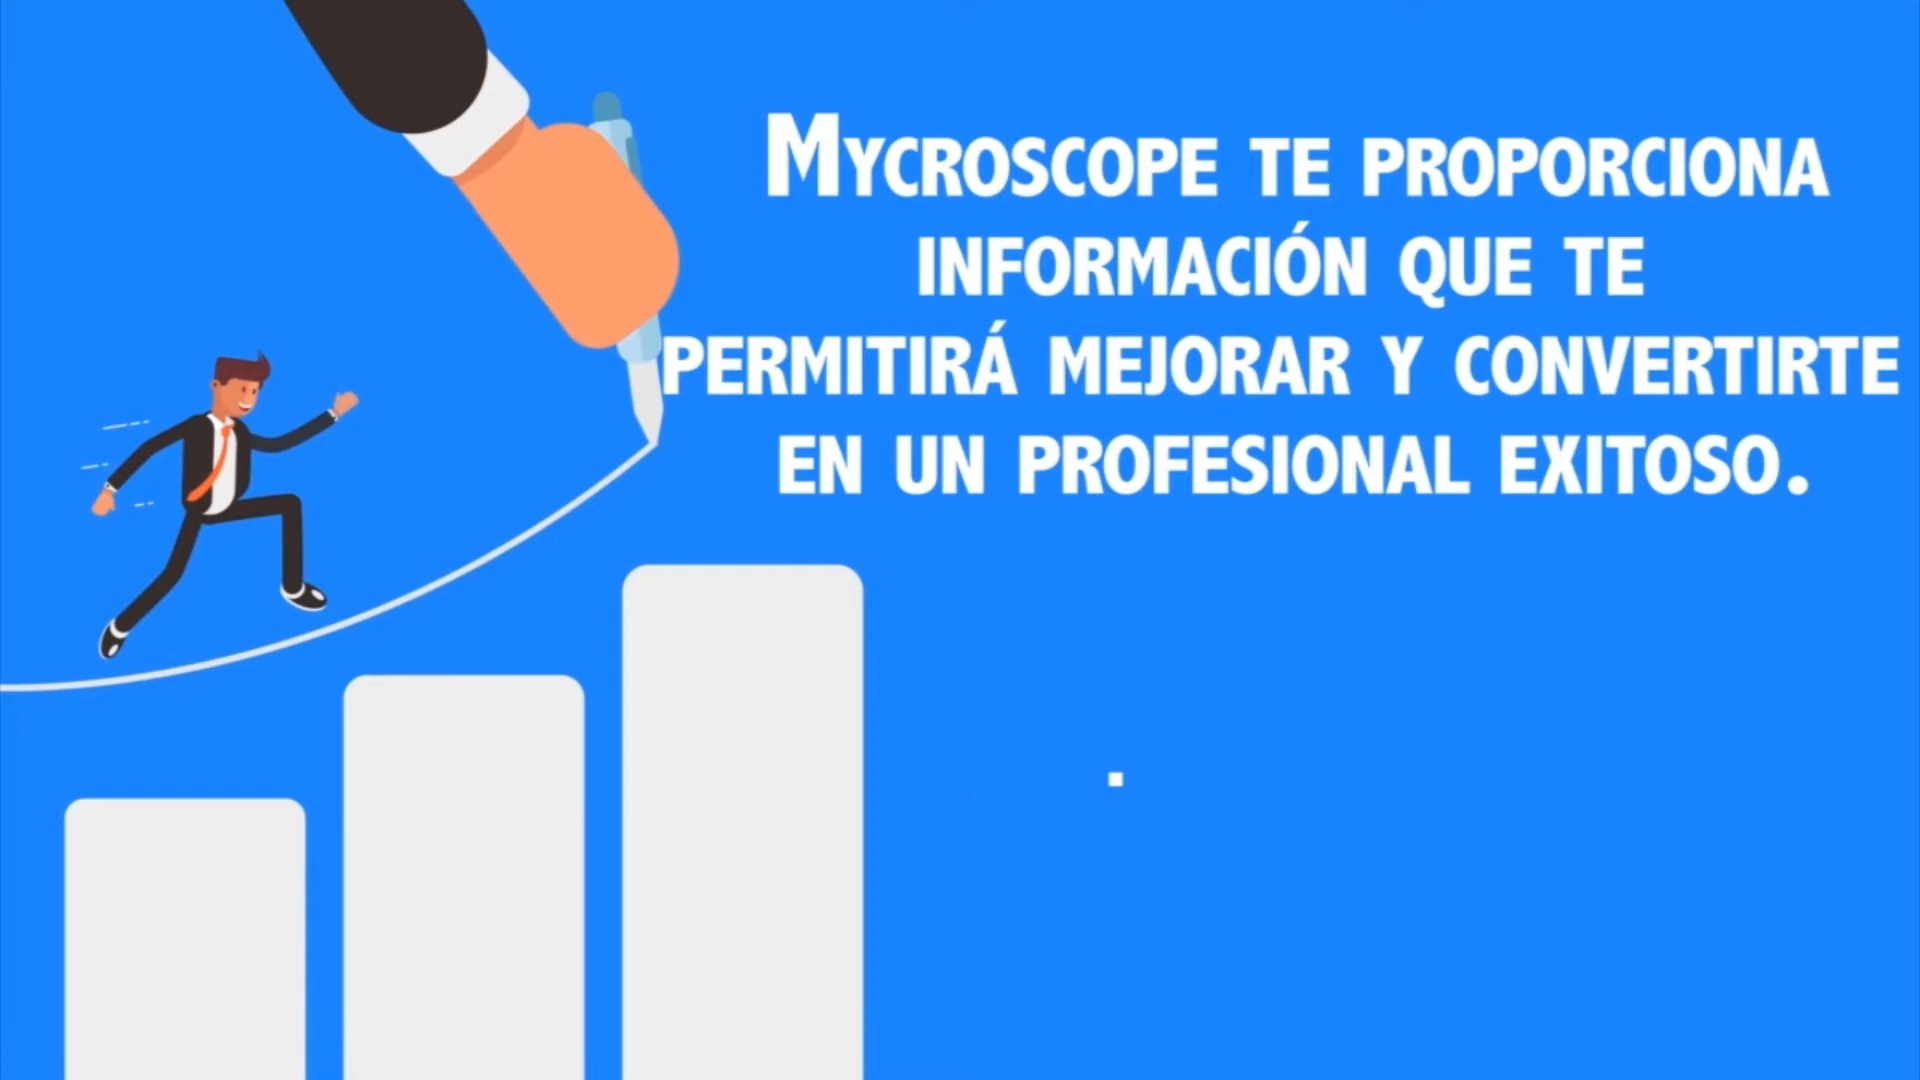 Mycroscope te proporciona
información que te
permitirá mejorar y convertirte
en un profesional exitoso.